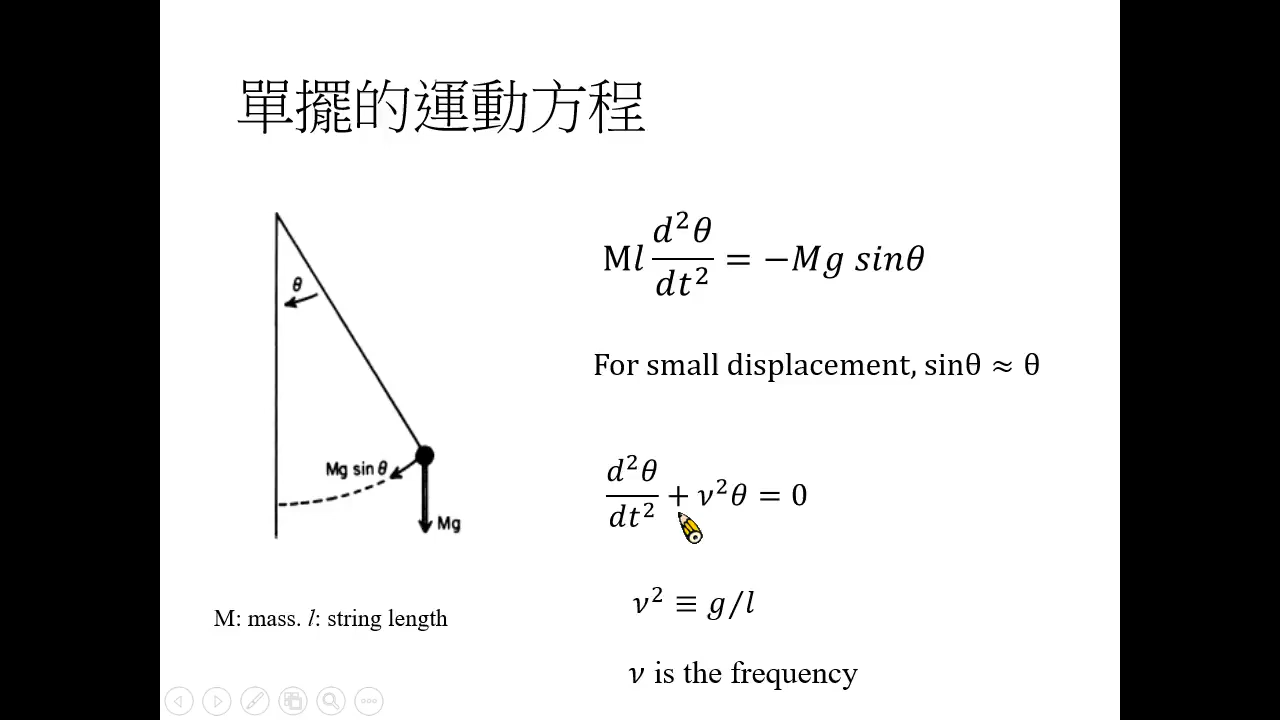 單擺的運動方程
θ
Mg sin θ
Mg
M: mass. l: string length
Ml d²θ/dt² = −Mg sinθ
For small displacement, sinθ ≈ θ
d²θ/dt² + ν²θ = 0
ν² ≡ g/l
ν is the frequency